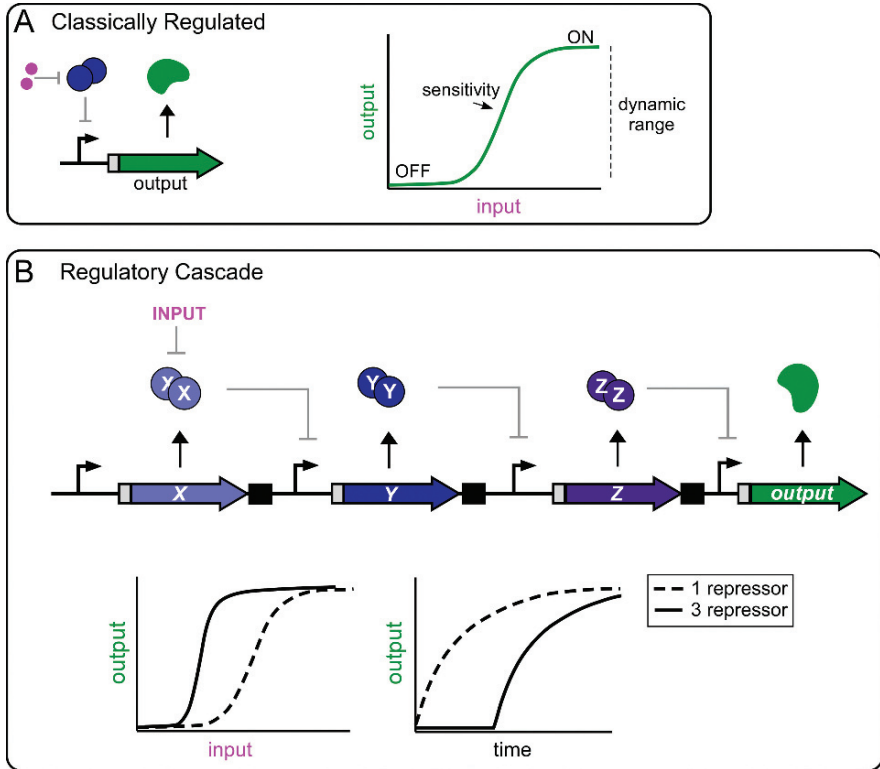 A Classically Regulated
output
output
sensitivity
ON
OFF
dynamic
range
input
B Regulatory Cascade
INPUT
X
X
Y
Y
Z
Z
X
Y
Z
output
output
input
output
time
1 repressor
3 repressor